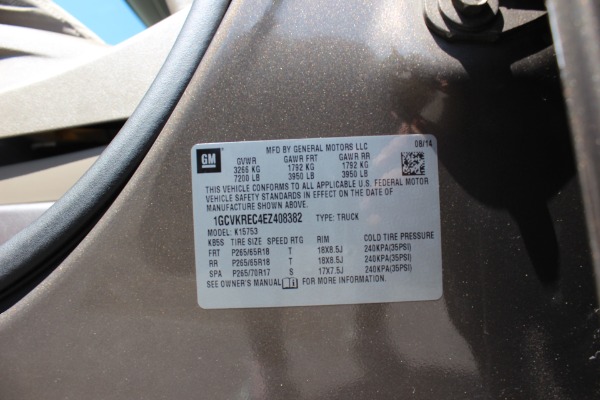 MFD BY GENERAL MOTORS LLC 08/14
GM GVWR GAWR FRT GAWR RR
3266 KG 1792 KG 1792 KG
7200 LB 3950 LB 3950 LB
THIS VEHICLE CONFORMS TO ALL APPLICABLE U.S. FEDERAL MOTOR
VEHICLE SAFETY STANDARDS IN EFFECT ON THE DATE OF
MANUFACTURE SHOWN ABOVE.
1GCVKREC4EZ408382 TYPE: TRUCK
MODEL: K15753
KB5S TIRE SIZE SPEED RTG RIM COLD TIRE PRESSURE
FRT P265/65R18 T 18X8.5J 240KPA(35PSI)
RR P265/65R18 T 18X8.5J 240KPA(35PSI)
SPA P265/70R17 S 17X7.5J 240KPA(35PSI)
SEE OWNER'S MANUAL FOR MORE INFORMATION.